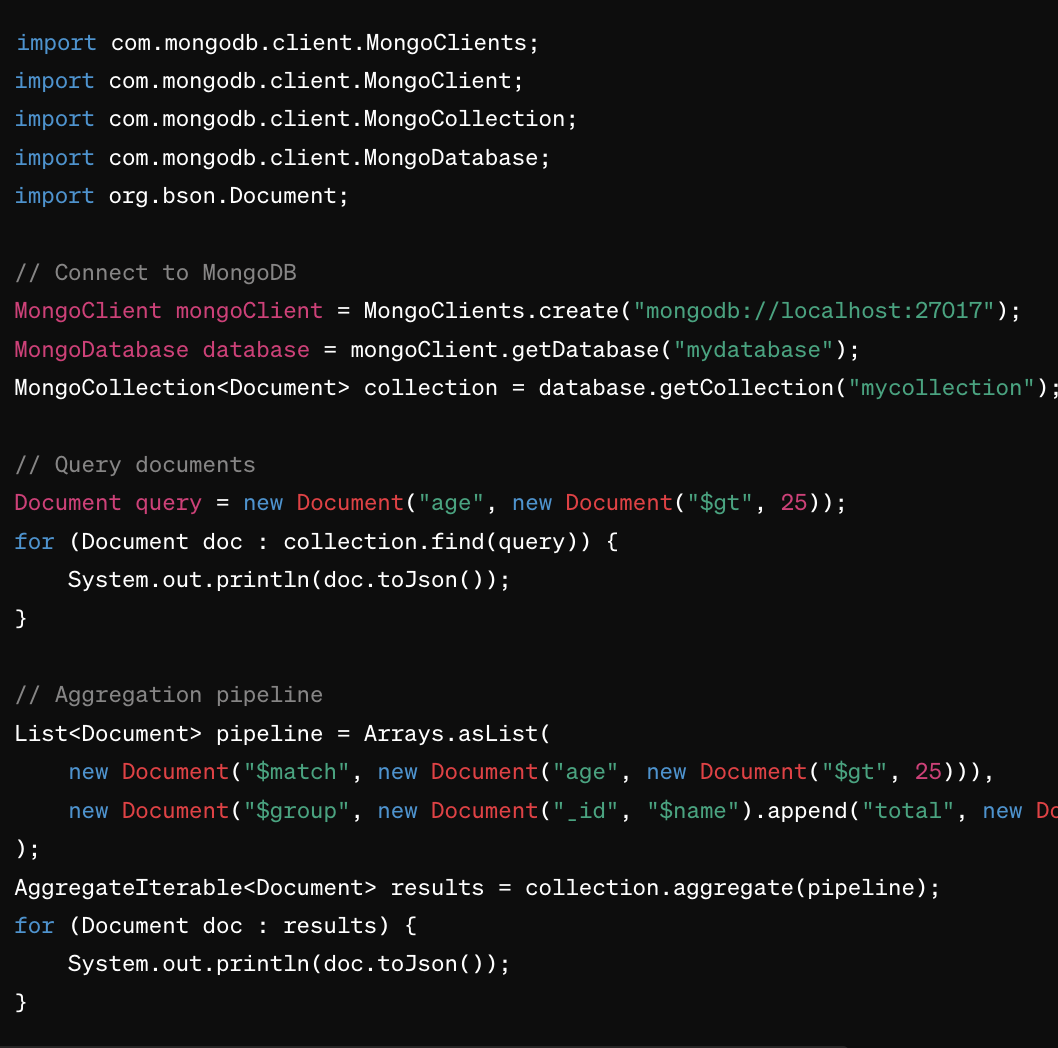 import com.mongodb.client.MongoClients;
import com.mongodb.client.MongoClient;
import com.mongodb.client.MongoCollection;
import com.mongodb.client.MongoDatabase;
import org.bson.Document;

// Connect to MongoDB
MongoClient mongoClient = MongoClients.create("mongodb://localhost:27017");
MongoDatabase database = mongoClient.getDatabase("mydatabase");
MongoCollection<Document> collection = database.getCollection("mycollection");

// Query documents
Document query = new Document("age", new Document("$gt", 25));
for (Document doc : collection.find(query)) {
    System.out.println(doc.toJson());
}

// Aggregation pipeline
List<Document> pipeline = Arrays.asList(
    new Document("$match", new Document("age", new Document("$gt", 25))),
    new Document("$group", new Document("_id", "$name").append("total", new
);
AggregateIterable<Document> results = collection.aggregate(pipeline);
for (Document doc : results) {
    System.out.println(doc.toJson());
}